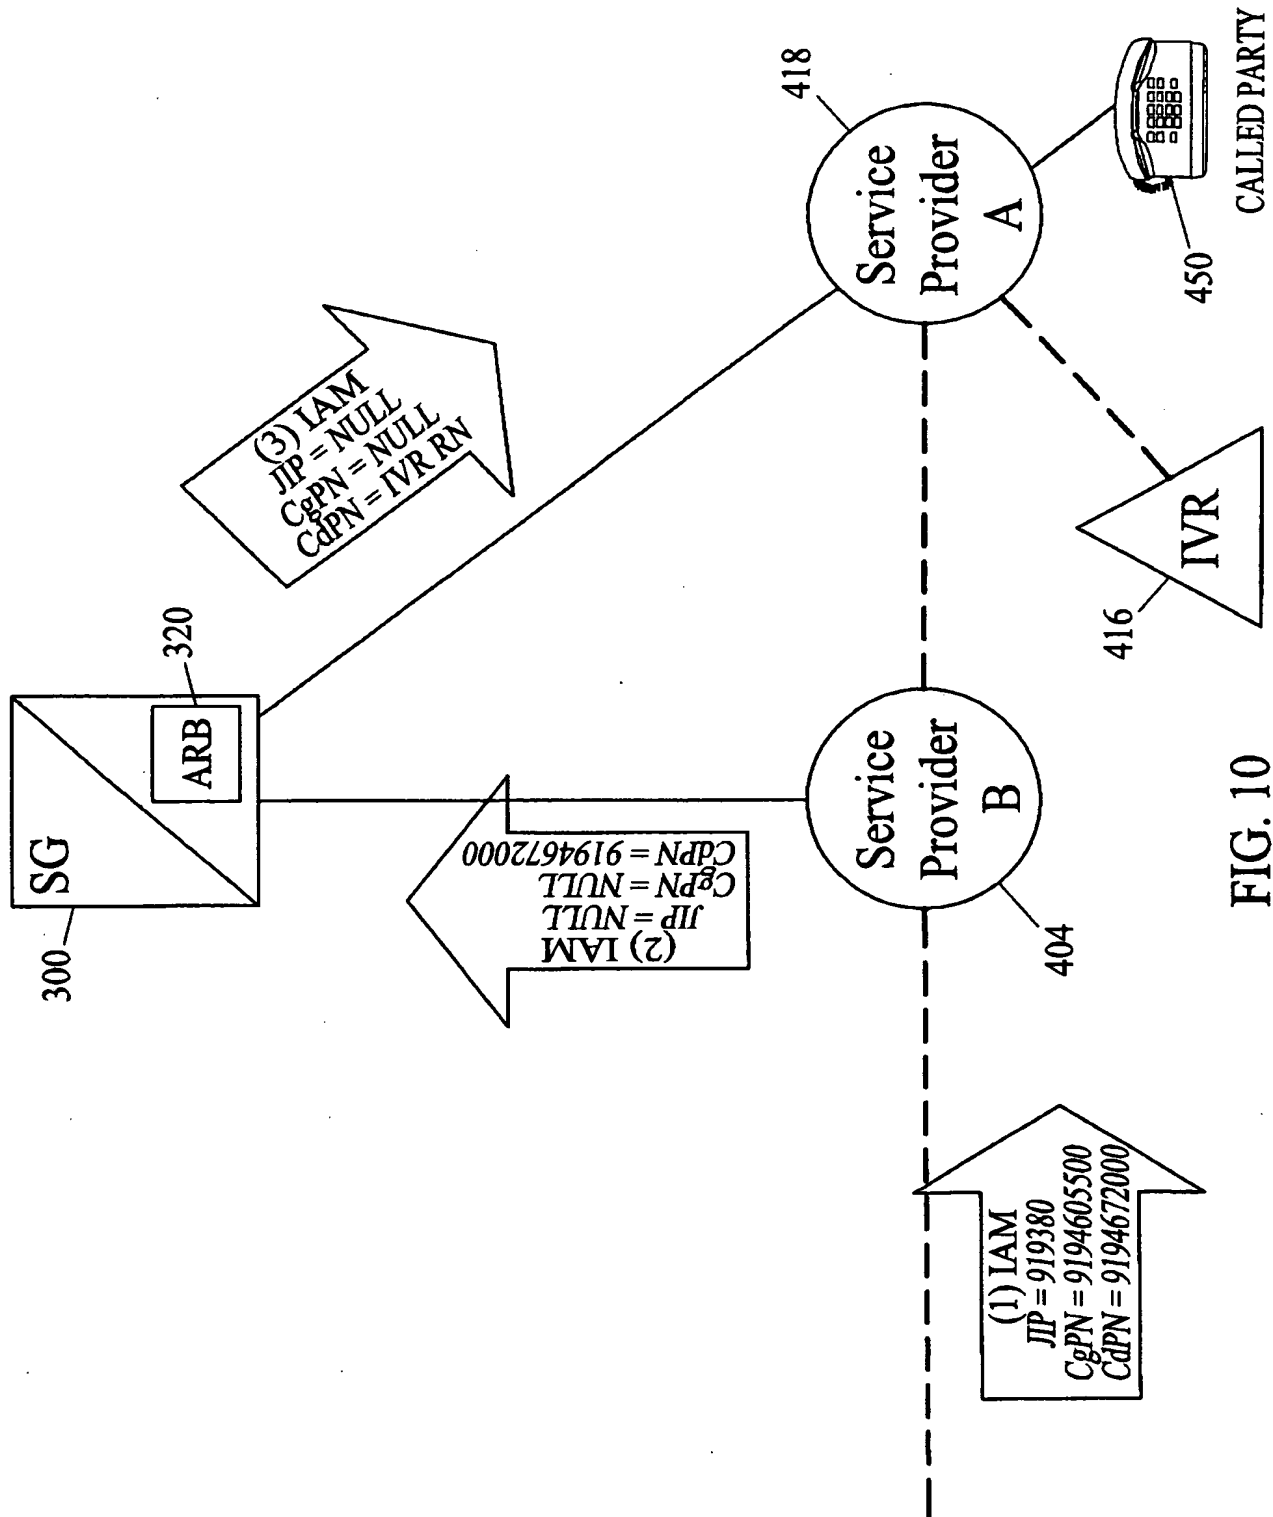 300
SG
ARB
320
(2) IAM
JIP = NULL
CgPN = NULL
CdPN = 9194672000
(3) IAM
JIP = NULL
CgPN = NULL
CdPN = IVR RN
(1) IAM
JIP = 919380
CgPN = 9194605500
CdPN = 9194672000
Service
Provider
B
404
Service
Provider
A
418
IVR
416
450
CALLED PARTY
FIG. 10